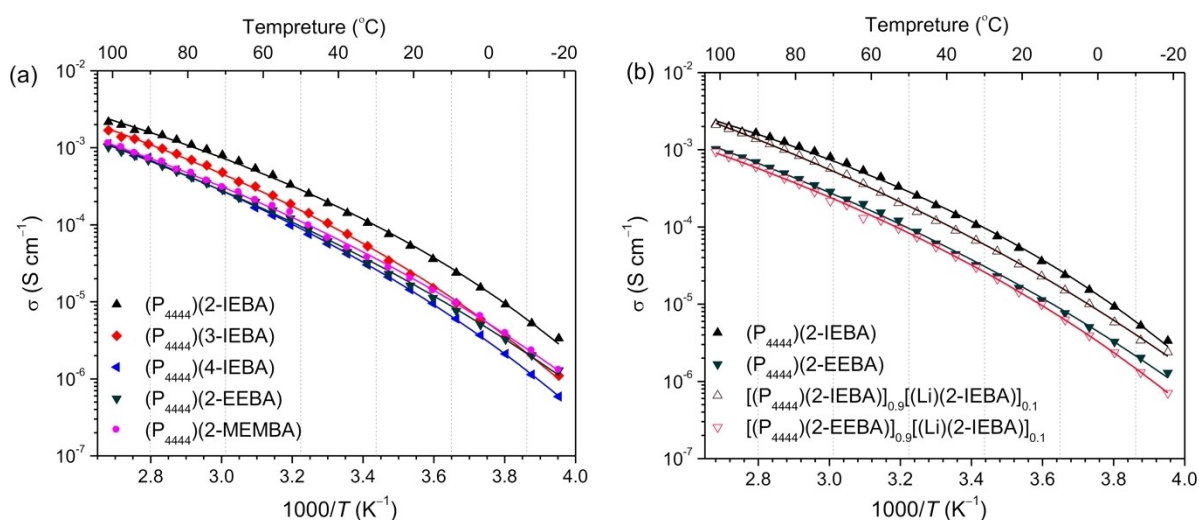 Tempreture (°C)
100 80 60 40 20 0 -20
(a)
10⁻²
10⁻³
10⁻⁴
10⁻⁵
10⁻⁶
10⁻⁷
σ (S cm⁻¹)
(P₄₄₄₄)(2-IEBA)
(P₄₄₄₄)(3-IEBA)
(P₄₄₄₄)(4-IEBA)
(P₄₄₄₄)(2-EEBA)
(P₄₄₄₄)(2-MEMBA)
2.8 3.0 3.2 3.4 3.6 3.8 4.0
1000/T (K⁻¹)
Tempreture (°C)
100 80 60 40 20 0 -20
(b)
10⁻²
10⁻³
10⁻⁴
10⁻⁵
10⁻⁶
10⁻⁷
σ (S cm⁻¹)
(P₄₄₄₄)(2-IEBA)
(P₄₄₄₄)(2-EEBA)
[(P₄₄₄₄)(2-IEBA)]₀.₉[(Li)(2-IEBA)]₀.₁
[(P₄₄₄₄)(2-EEBA)]₀.₉[(Li)(2-IEBA)]₀.₁
2.8 3.0 3.2 3.4 3.6 3.8 4.0
1000/T (K⁻¹)